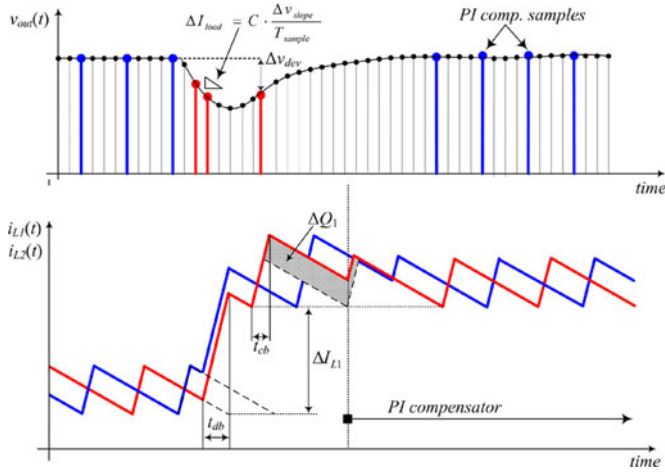 v_out(t)
ΔI_load = C · Δv_slope / T_sample
PI comp. samples
Δv_dev
time
i_L1(t)
i_L2(t)
ΔQ_1
t_cb
ΔI_L1
t_db
PI compensator
time